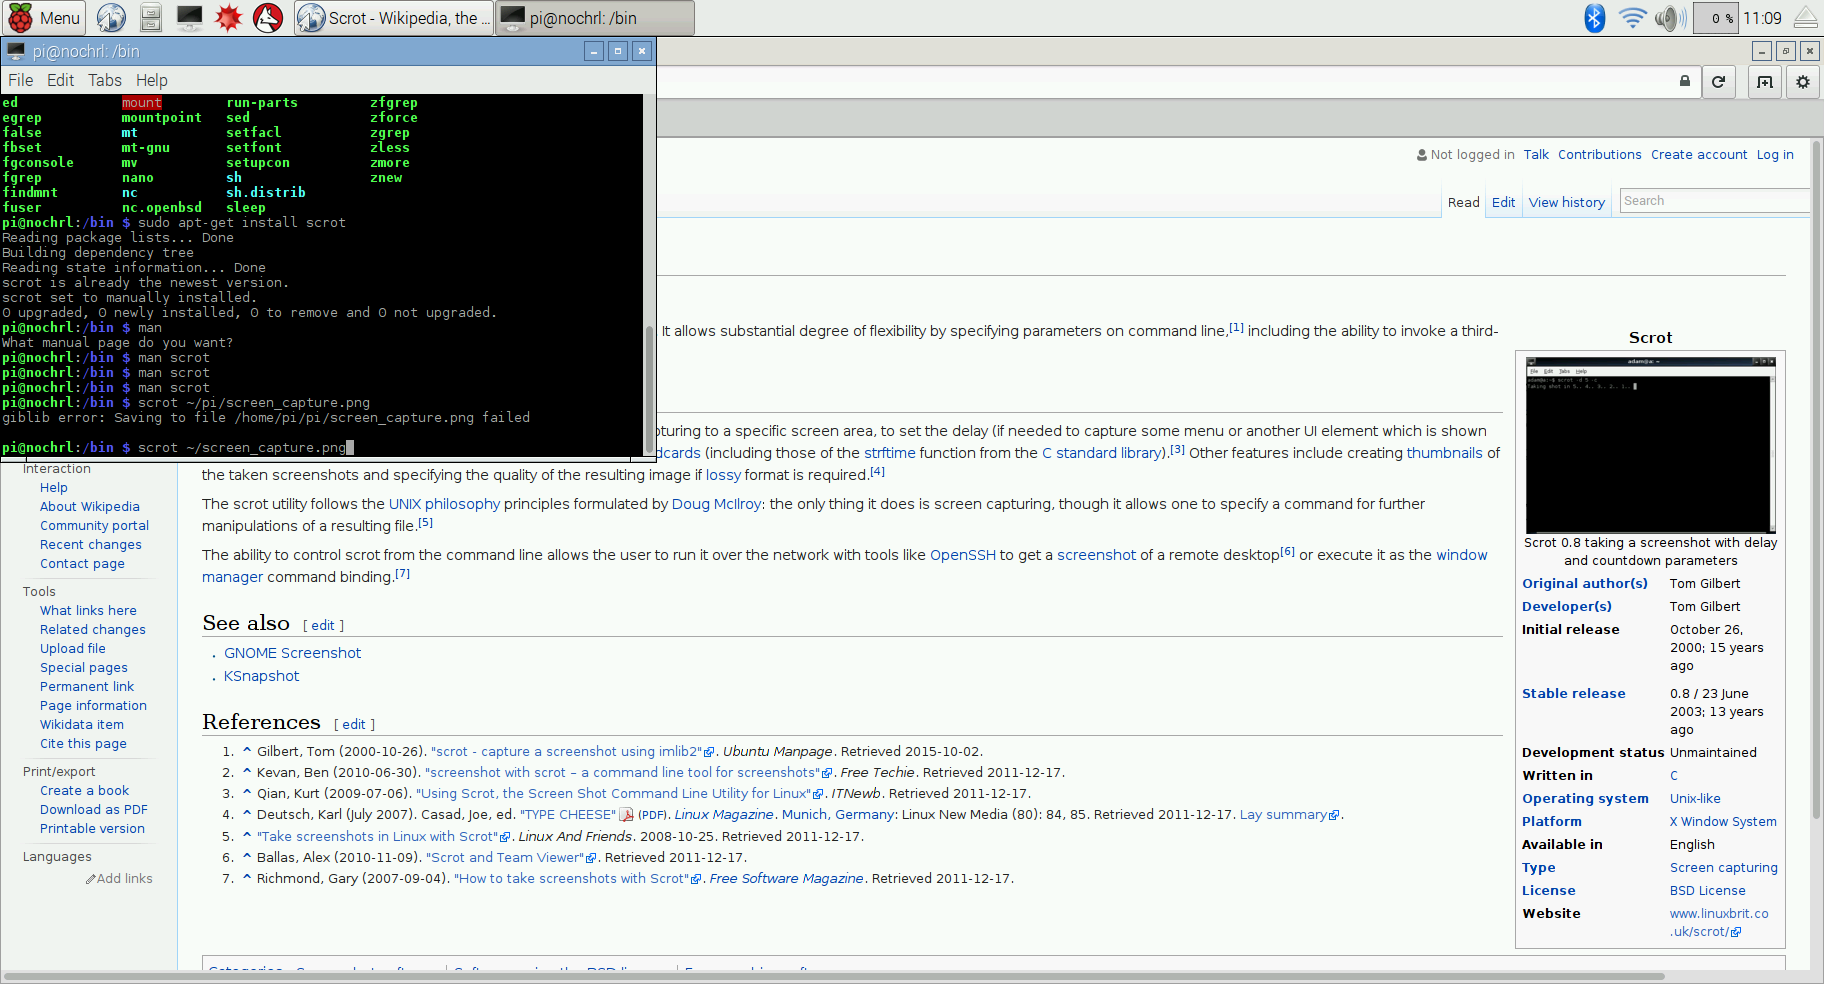 Menu
Scrot - Wikipedia, the ...
pi@nochrl: /bin
0 %
11:09
pi@nochrl: /bin
File Edit Tabs Help
ed mount run-parts zfgrep
egrep mountpoint sed zforce
false mt setfacl zgrep
fbset mt-gnu setfont zless
fgconsole mv setupcon zmore
fgrep nano sh znew
findmnt nc sh.distrib
fuser nc.openbsd sleep
pi@nochrl:/bin $ sudo apt-get install scrot
Reading package lists... Done
Building dependency tree
Reading state information... Done
scrot is already the newest version.
scrot set to manually installed.
0 upgraded, 0 newly installed, 0 to remove and 0 not upgraded.
pi@nochrl:/bin $ man
What manual page do you want?
pi@nochrl:/bin $ man scrot
pi@nochrl:/bin $ man scrot
pi@nochrl:/bin $ man scrot
pi@nochrl:/bin $ scrot ~/pi/screen_capture.png
giblib error: Saving to file /home/pi/pi/screen_capture.png failed
pi@nochrl:/bin $ scrot ~/screen_capture.png
Not logged in Talk Contributions Create account Log in
Read Edit View history Search
It allows substantial degree of flexibility by specifying parameters on command line,[1] including the ability to invoke a third-
turing to a specific screen area, to set the delay (if needed to capture some menu or another UI element which is shown
dcards (including those of the strftime function from the C standard library).[3] Other features include creating thumbnails of
the taken screenshots and specifying the quality of the resulting image if lossy format is required.[4]
The scrot utility follows the UNIX philosophy principles formulated by Doug McIlroy: the only thing it does is screen capturing, though it allows one to specify a command for further
manipulations of a resulting file.[5]
The ability to control scrot from the command line allows the user to run it over the network with tools like OpenSSH to get a screenshot of a remote desktop[6] or execute it as the window
manager command binding.[7]
See also [ edit ]
GNOME Screenshot
KSnapshot
References [ edit ]
1. ^ Gilbert, Tom (2000-10-26). "scrot - capture a screenshot using imlib2". Ubuntu Manpage. Retrieved 2015-10-02.
2. ^ Kevan, Ben (2010-06-30). "screenshot with scrot – a command line tool for screenshots". Free Techie. Retrieved 2011-12-17.
3. ^ Qian, Kurt (2009-07-06). "Using Scrot, the Screen Shot Command Line Utility for Linux". ITNewb. Retrieved 2011-12-17.
4. ^ Deutsch, Karl (July 2007). Casad, Joe, ed. "TYPE CHEESE" (PDF). Linux Magazine. Munich, Germany: Linux New Media (80): 84, 85. Retrieved 2011-12-17. Lay summary.
5. ^ "Take screenshots in Linux with Scrot". Linux And Friends. 2008-10-25. Retrieved 2011-12-17.
6. ^ Ballas, Alex (2010-11-09). "Scrot and Team Viewer". Retrieved 2011-12-17.
7. ^ Richmond, Gary (2007-09-04). "How to take screenshots with Scrot". Free Software Magazine. Retrieved 2011-12-17.
Interaction
Help
About Wikipedia
Community portal
Recent changes
Contact page
Tools
What links here
Related changes
Upload file
Special pages
Permanent link
Page information
Wikidata item
Cite this page
Print/export
Create a book
Download as PDF
Printable version
Languages
Add links
Scrot
adam@a: ~
File Edit Tabs Help
adam@a:~$ scrot -d 5 -c
Taking shot in 5.. 4.. 3.. 2.. 1..
Scrot 0.8 taking a screenshot with delay
and countdown parameters
Original author(s) Tom Gilbert
Developer(s) Tom Gilbert
Initial release October 26,
2000; 15 years
ago
Stable release 0.8 / 23 June
2003; 13 years
ago
Development status Unmaintained
Written in C
Operating system Unix-like
Platform X Window System
Available in English
Type Screen capturing
License BSD License
Website www.linuxbrit.co
.uk/scrot/